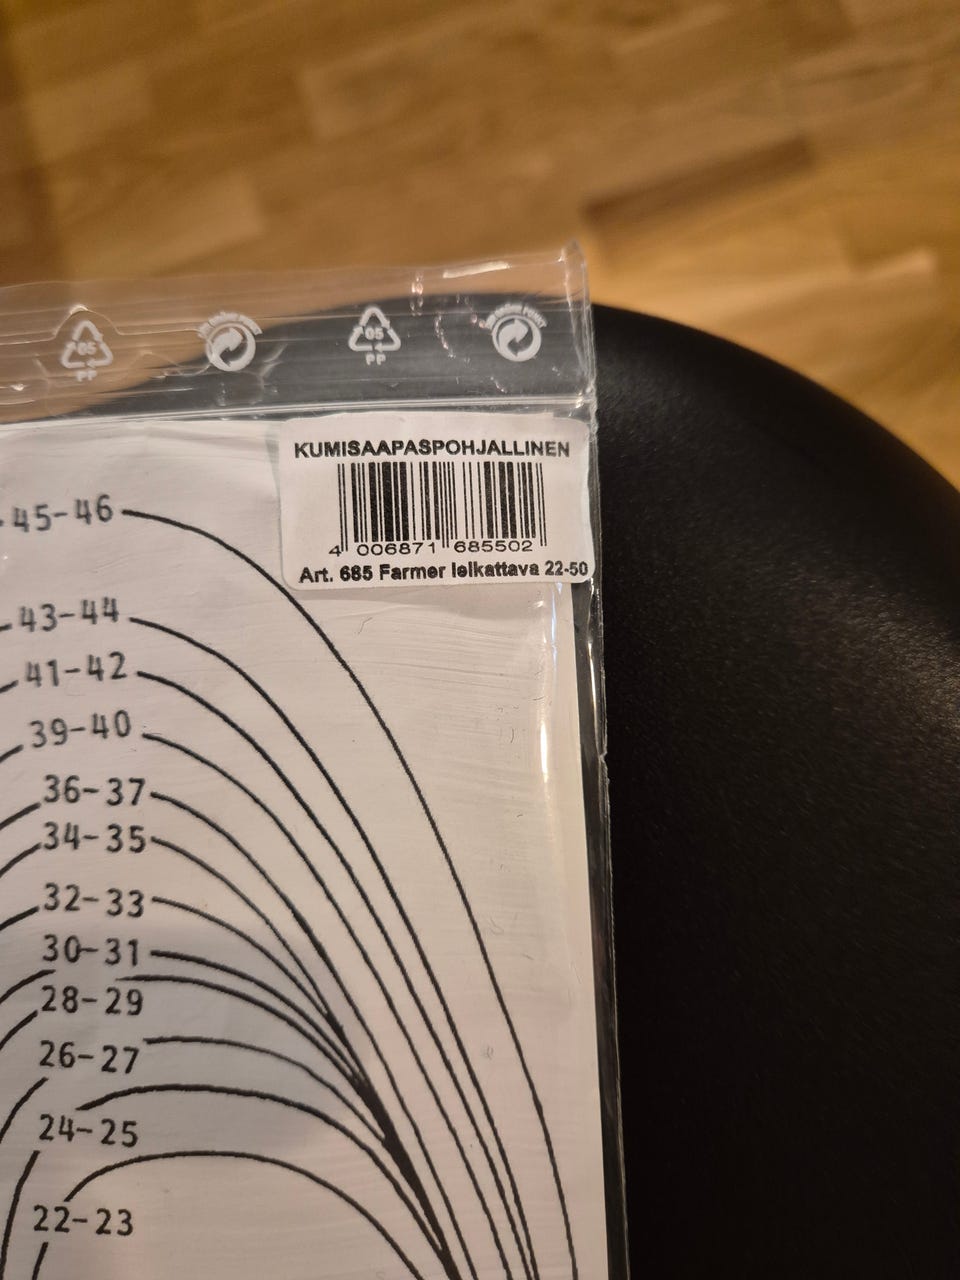 05
PP
05
PP
KUMISAAPASPOHJALLINEN
4 006871 685502
Art. 685 Farmer leikattava 22-50
45-46
43-44
41-42
39-40
36-37
34-35
32-33
30-31
28-29
26-27
24-25
22-23